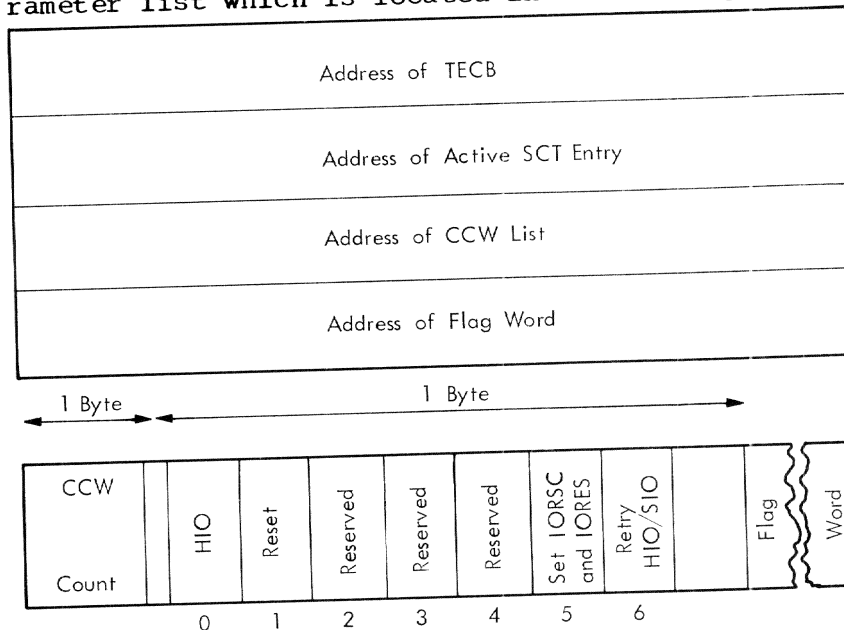 rameter list which is located in
Address of TECB
Address of Active SCT Entry
Address of CCW List
Address of Flag Word
1 Byte
1 Byte
CCW
Count
HIO
Reset
Reserved
Reserved
Reserved
Set IORSC
and IORES
Retry
HIO/SIO
Flag
Word
0 1 2 3 4 5 6